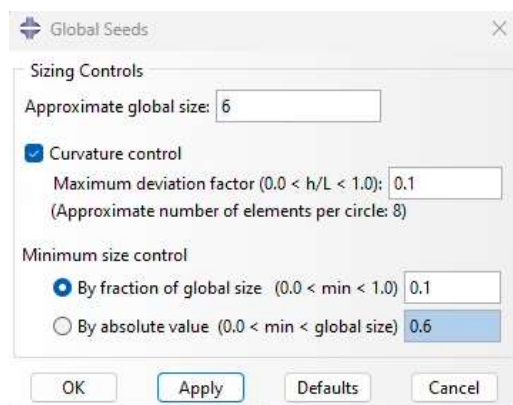 Global Seeds
Sizing Controls
Approximate global size: 6
Curvature control
Maximum deviation factor (0.0 < h/L < 1.0): 0.1
(Approximate number of elements per circle: 8)
Minimum size control
By fraction of global size (0.0 < min < 1.0) 0.1
By absolute value (0.0 < min < global size) 0.6
OK Apply Defaults Cancel